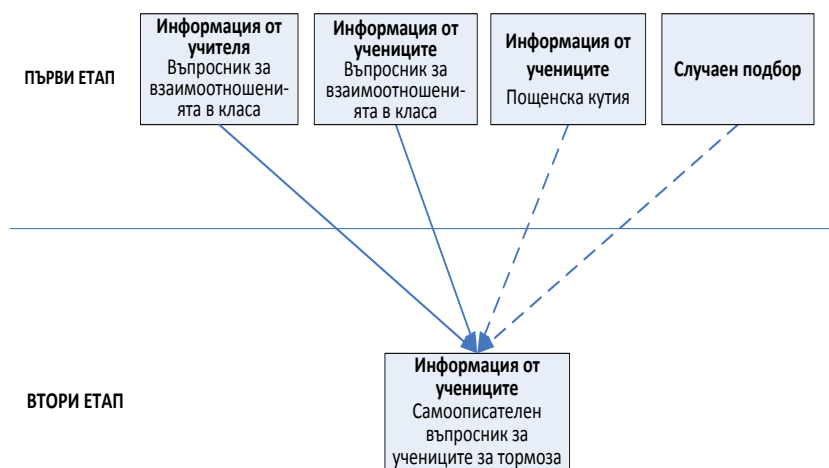 ПЪРВИ ЕТАП
Информация от
учителя
Въпросник за
взаимоотношени-
ята в класа
Информация от
учениците
Въпросник за
взаимоотношени-
ята в класа
Информация от
учениците
Пощенска кутия
Случаен подбор
ВТОРИ ЕТАП
Информация от
учениците
Самоописателен
въпросник за
учениците за тормоза